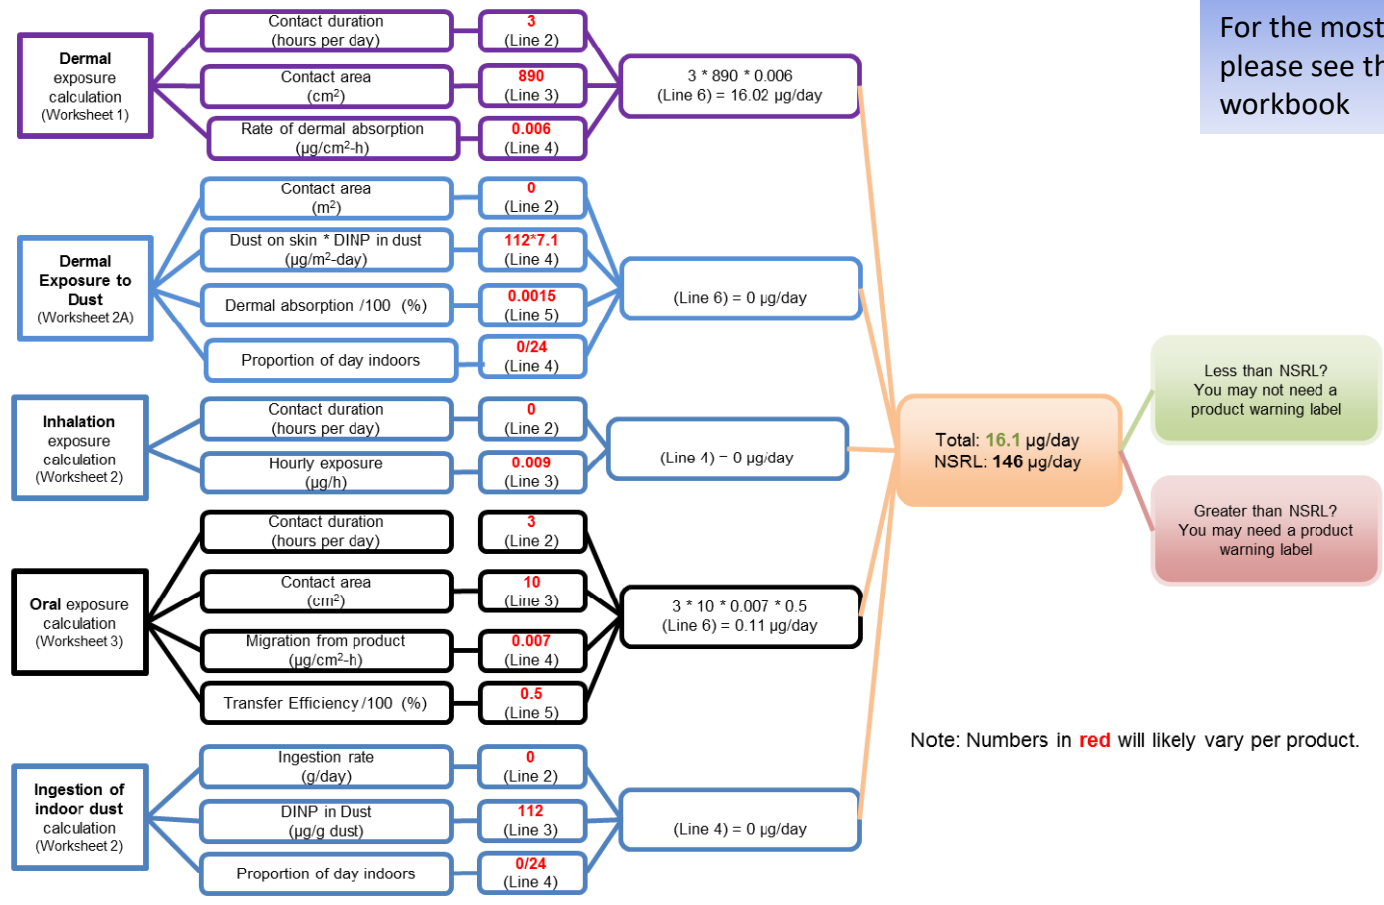 For the most
please see th
workbook
Dermal
exposure
calculation
(Worksheet 1)
Contact duration
(hours per day)
3
(Line 2)
Contact area
(cm²)
890
(Line 3)
Rate of dermal absorption
(µg/cm²-h)
0.006
(Line 4)
3 * 890 * 0.006
(Line 6) = 16.02 µg/day
Dermal
Exposure to
Dust
(Worksheet 2A)
Contact area
(m²)
0
(Line 2)
Dust on skin * DINP in dust
(µg/m²-day)
112*7.1
(Line 4)
Dermal absorption /100 (%)
0.0015
(Line 5)
Proportion of day indoors
0/24
(Line 4)
(Line 6) = 0 µg/day
Inhalation
exposure
calculation
(Worksheet 2)
Contact duration
(hours per day)
0
(Line 2)
Hourly exposure
(µg/h)
0.009
(Line 3)
(Line 4) = 0 µg/day
Oral exposure
calculation
(Worksheet 3)
Contact duration
(hours per day)
3
(Line 2)
Contact area
(cm²)
10
(Line 3)
Migration from product
(µg/cm²-h)
0.007
(Line 4)
Transfer Efficiency /100 (%)
0.5
(Line 5)
3 * 10 * 0.007 * 0.5
(Line 6) = 0.11 µg/day
Ingestion of
indoor dust
calculation
(Worksheet 2)
Ingestion rate
(g/day)
0
(Line 2)
DINP in Dust
(µg/g dust)
112
(Line 3)
Proportion of day indoors
0/24
(Line 4)
(Line 4) = 0 µg/day
Total: 16.1 µg/day
NSRL: 146 µg/day
Less than NSRL?
You may not need a
product warning label
Greater than NSRL?
You may need a product
warning label
Note: Numbers in red will likely vary per product.